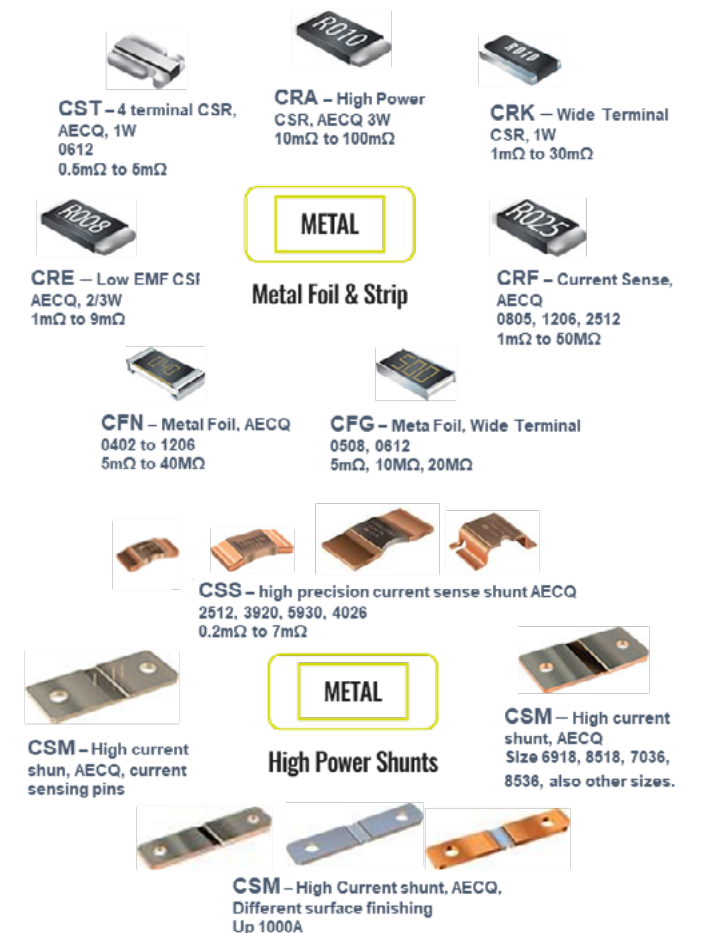 R010
R010
CST – 4 terminal CSR,
AECQ, 1W
0612
0.5mΩ to 5mΩ
CRA – High Power
CSR, AECQ 3W
10mΩ to 100mΩ
CRK – Wide Terminal
CSR, 1W
1mΩ to 30mΩ
R008
METAL
R025
CRE – Low EMF CSR
AECQ, 2/3W
1mΩ to 9mΩ
Metal Foil & Strip
CRF – Current Sense,
AECQ
0805, 1206, 2512
1mΩ to 50MΩ
040
500
CFN – Metal Foil, AECQ
0402 to 1206
5mΩ to 40MΩ
CFG – Meta Foil, Wide Terminal
0508, 0612
5mΩ, 10MΩ, 20MΩ
CSS – high precision current sense shunt AECQ
2512, 3920, 5930, 4026
0.2mΩ to 7mΩ
METAL
High Power Shunts
CSM – High current
shun, AECQ, current
sensing pins
CSM – High current
shunt, AECQ
Size 6918, 8518, 7036,
8536, also other sizes.
CSM – High Current shunt, AECQ,
Different surface finishing
Up 1000A